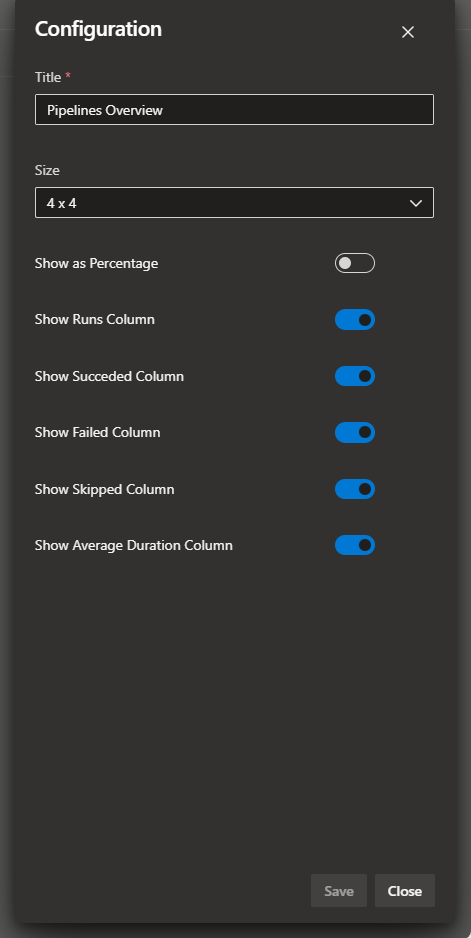 Configuration
Title *
Pipelines Overview
Size
4 x 4
Show as Percentage
Show Runs Column
Show Succeded Column
Show Failed Column
Show Skipped Column
Show Average Duration Column
Save Close